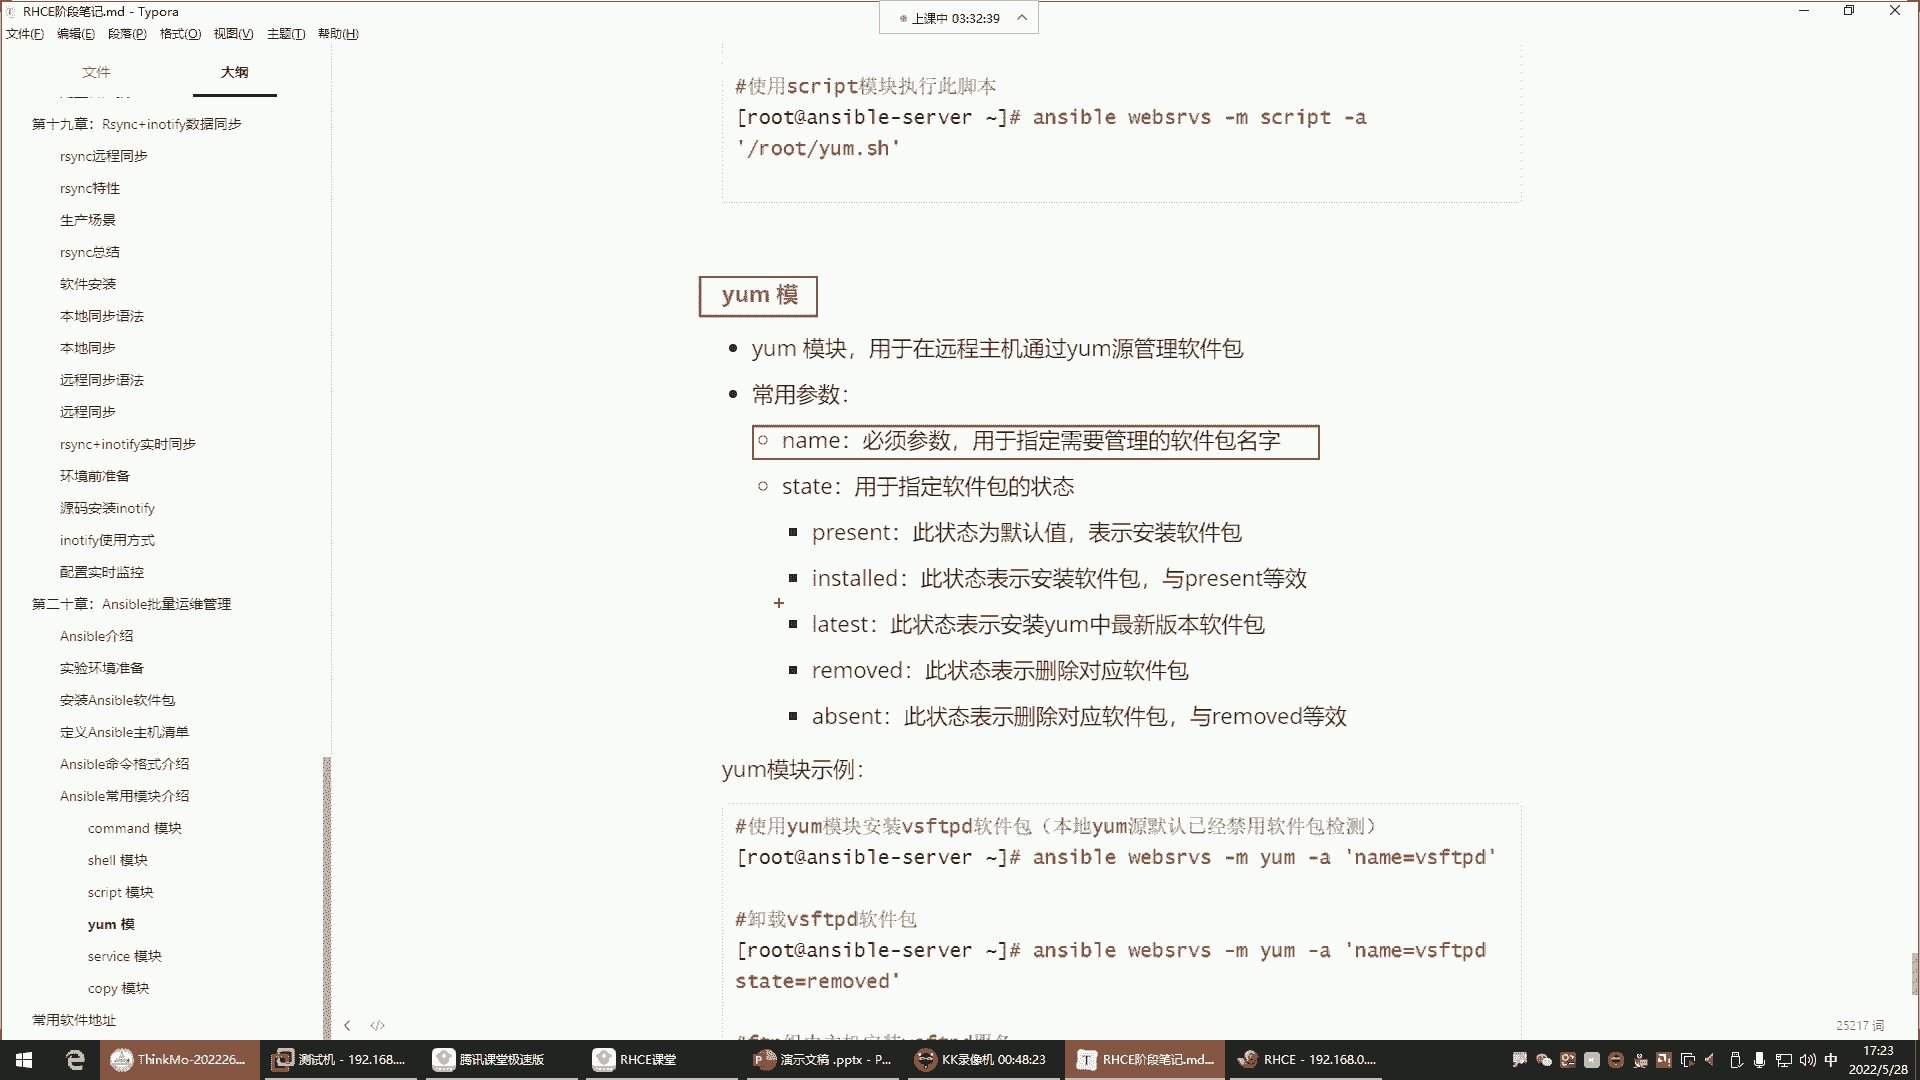 RHCE阶段笔记.md - Typora
上课中 03:32:39
文件(F) 编辑(E) 段落(P) 格式(O) 视图(V) 主题(T) 帮助(H)
文件 大纲
第十九章：Rsync+inotify数据同步
rsync远程同步
rsync特性
生产场景
rsync总结
软件安装
本地同步语法
本地同步
远程同步语法
远程同步
rsync+inotify实时同步
环境前准备
源码安装inotify
inotify使用方式
配置实时监控
第二十章：Ansible批量运维管理
Ansible介绍
实验环境准备
安装Ansible软件包
定义Ansible主机清单
Ansible命令格式介绍
Ansible常用模块介绍
command 模块
shell 模块
script 模块
yum 模
service 模块
copy 模块
常用软件地址
#使用script模块执行此脚本
[root@ansible-server ~]# ansible websrvs -m script -a
'/root/yum.sh'
yum 模
yum 模块，用于在远程主机通过yum源管理软件包
常用参数：
name：必须参数，用于指定需要管理的软件包名字
state：用于指定软件包的状态
present：此状态为默认值，表示安装软件包
installed：此状态表示安装软件包，与present等效
latest：此状态表示安装yum中最新版本软件包
removed：此状态表示删除对应软件包
absent：此状态表示删除对应软件包，与removed等效
yum模块示例：
#使用yum模块安装vsftpd软件包（本地yum源默认已经禁用软件包检测）
[root@ansible-server ~]# ansible websrvs -m yum -a 'name=vsftpd'
#卸载vsftpd软件包
[root@ansible-server ~]# ansible websrvs -m yum -a 'name=vsftpd
state=removed'
25217 词
ThinkMo-202226...
测试机 - 192.168....
腾讯课堂极速版
RHCE课堂
演示文稿 .pptx - P...
KK录像机 00:48:23
RHCE阶段笔记.md...
RHCE - 192.168.0....
中
17:23
2022/5/28